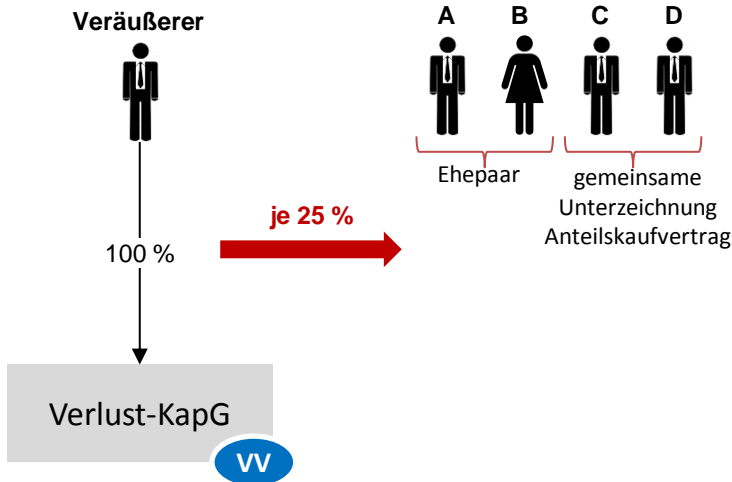 Veräußerer
A B C D
Ehepaar
gemeinsame
Unterzeichnung
Anteilskaufvertrag
je 25 %
100 %
Verlust-KapG
VV